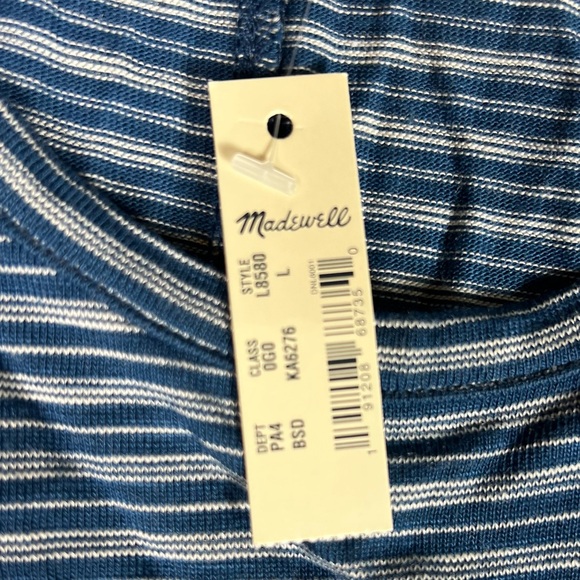 Madewell
STYLE
L8580
L
CLASS
0G0
KA6276
DEPT
PA4
BSD
1 91208 68735 0